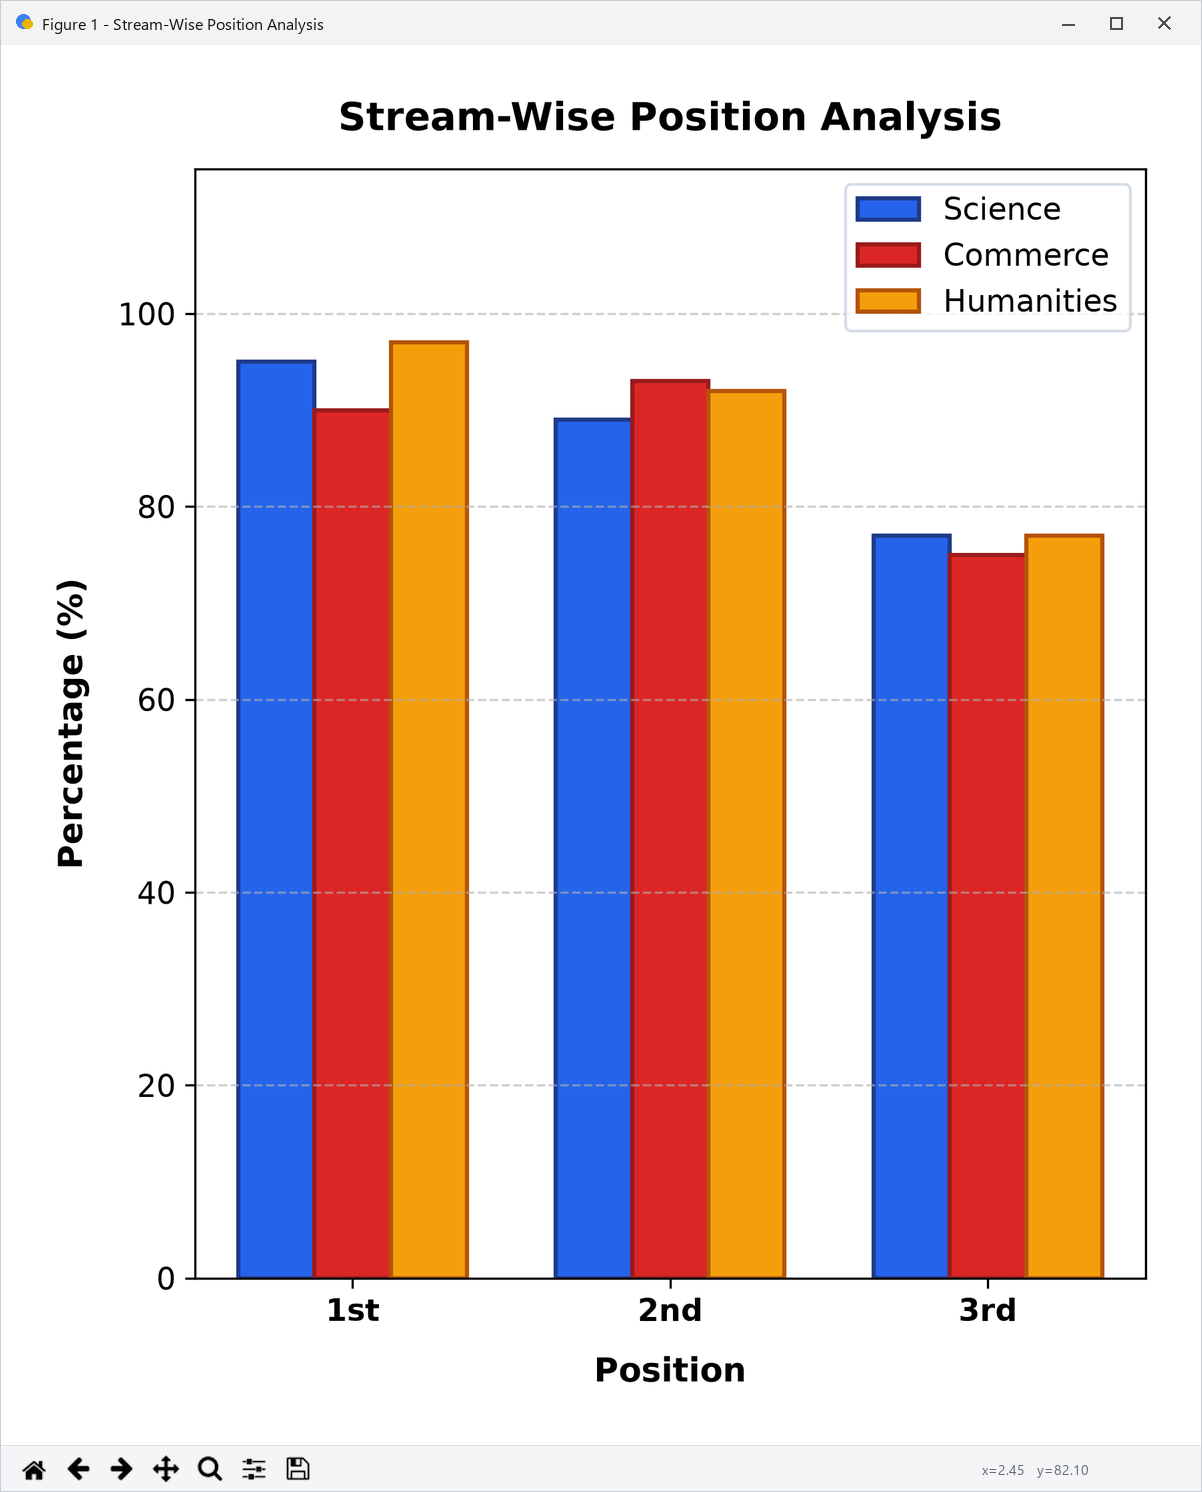 Figure 1 - Stream-Wise Position Analysis
Stream-Wise Position Analysis
Science
Commerce
Humanities
100
80
60
40
20
0
Percentage (%)
1st 2nd 3rd
Position
x=2.45 y=82.10